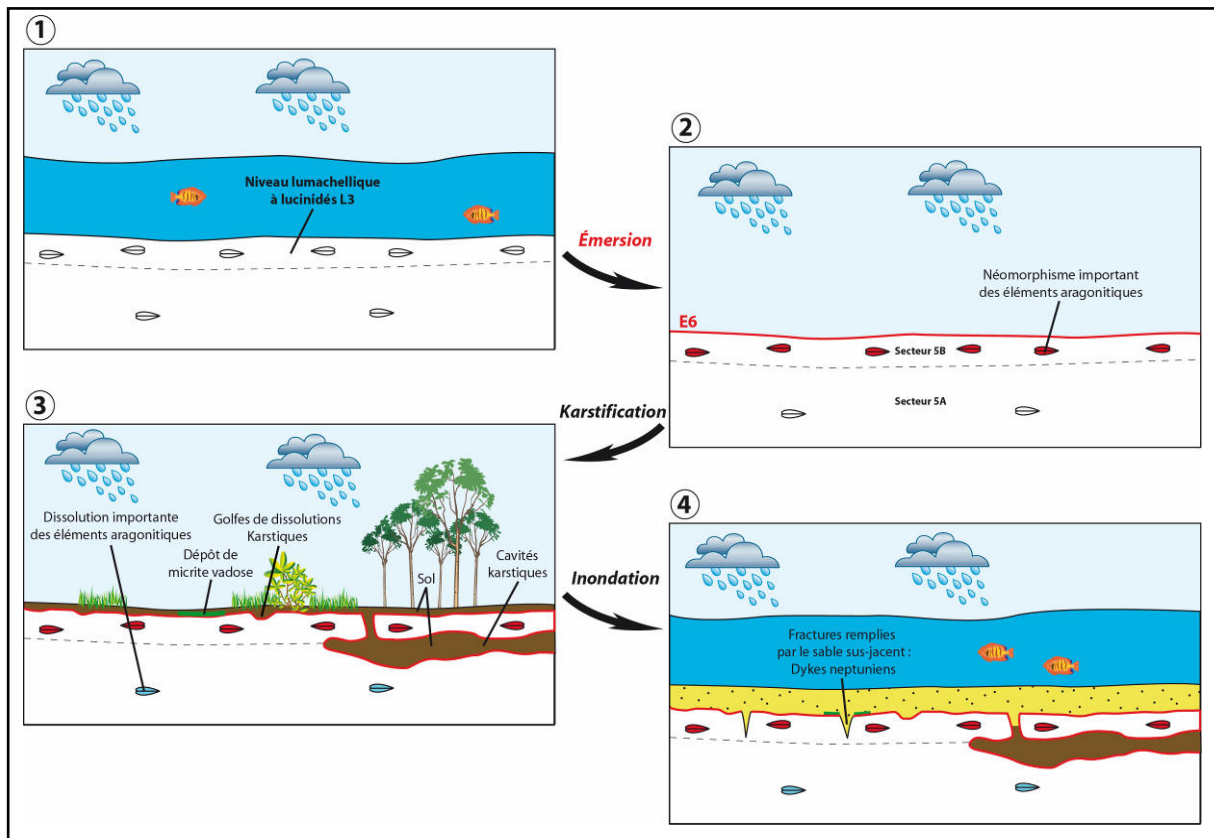 1
Niveau lumachellique
à lucinidés L3
Émersion
2
Néomorphisme important
des éléments aragonitiques
E6
Secteur 5B
Secteur 5A
Karstification
3
Dissolution importante
des éléments aragonitiques
Golfes de dissolutions
Karstiques
Dépôt de
micrite vadose
Sol
Cavités
karstiques
Inondation
4
Fractures remplies
par le sable sus-jacent :
Dykes neptuniens